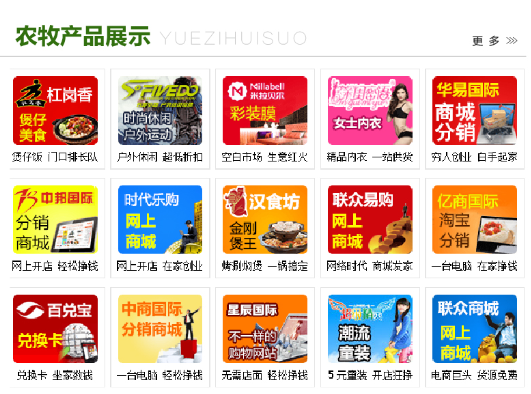 农牧产品展示 YUEZIHUISUO
更 多
杠岗香
煲仔
美食
煲仔饭 门口排长队
FIVEDO
时尚休闲
户外运动
户外休闲 超低折扣
Millabell
米拉贝尔
彩装膜
空白市场 生意红火
女士内衣
精品内衣 一站供货
华易国际
商城
分销
穷人创业 白手起家
中邦国际
分销
商城
网上开店 轻松挣钱
时代乐购
网上
商城
网上开店 在家创业
汉食坊
金刚
煲王
烤涮焖煲 一锅搞定
联众易购
网上
商城
网络时代 商城发家
亿商国际
淘宝
分销
一台电脑 在家挣钱
百兑宝
兑换卡
兑换卡 坐家数钱
中商国际
分销商城
一台电脑 轻松挣钱
星辰国际
不一样的
购物网站
无需店面 轻松挣钱
潮流
童装
5元童装 开店狂挣
联众商城
网上
商城
电商巨头 货源免费